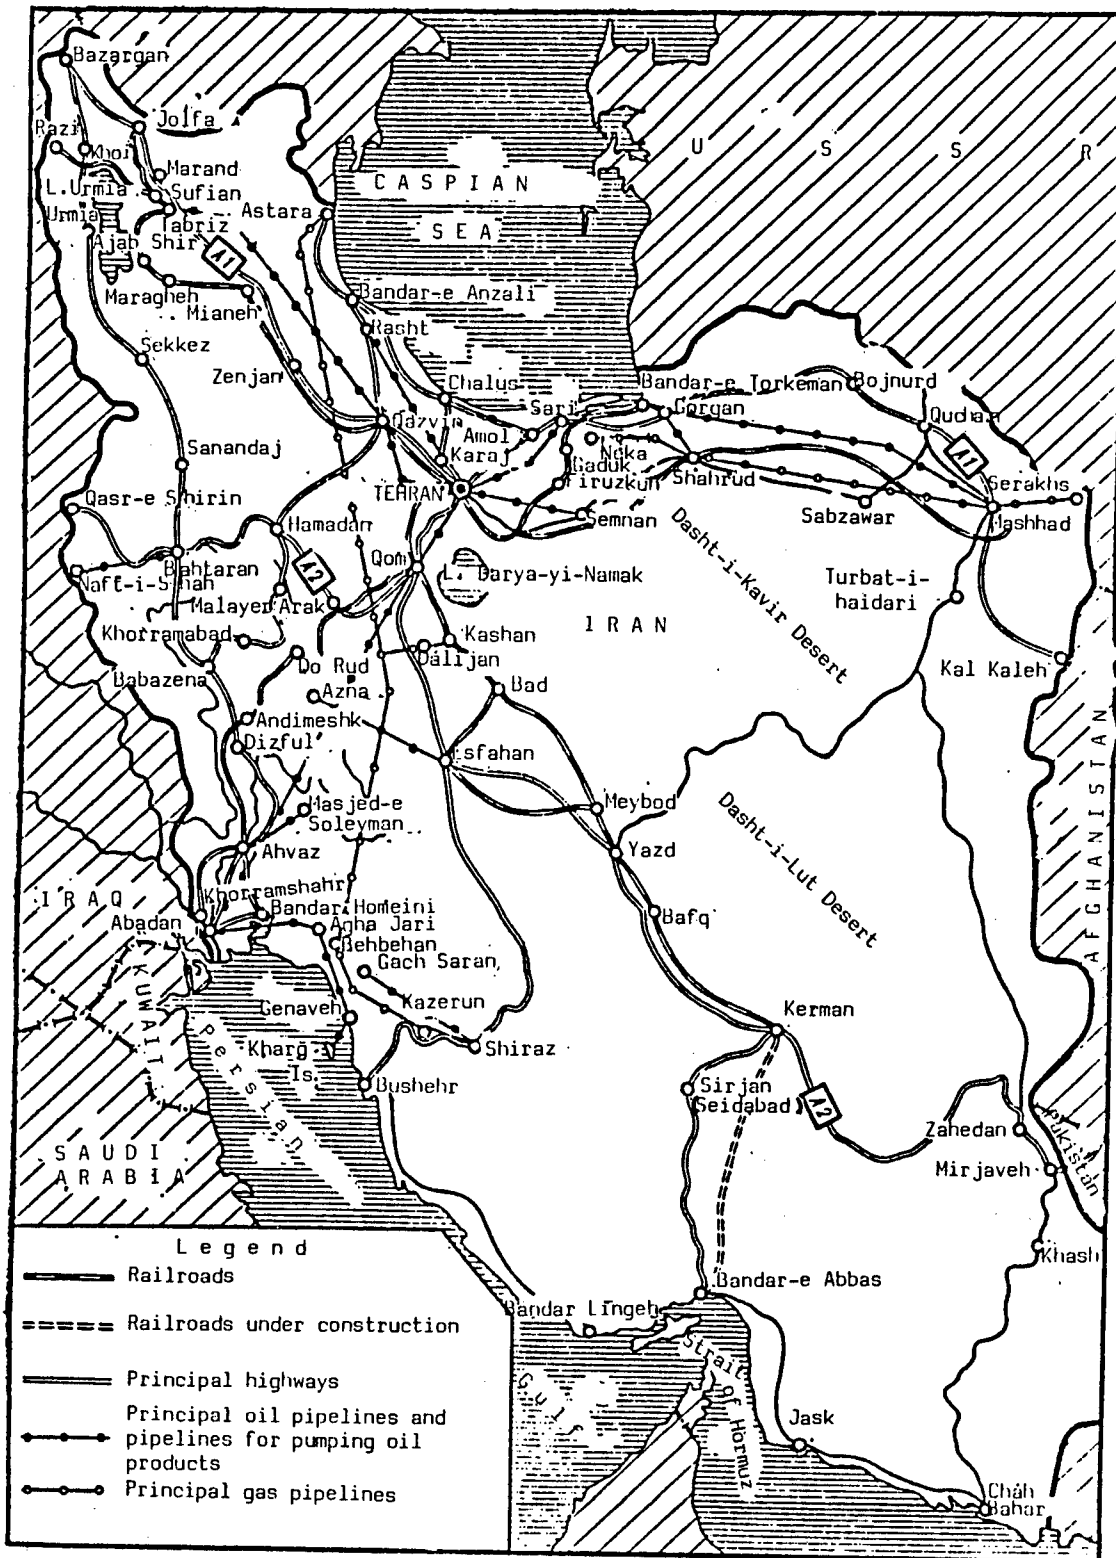 Bazargan
Jolfa
Razi
Khoi
Marand
L.Urmia
Sufian
Urmia
Tabriz
Ajab Shir
A1
Maragheh
Mianeh
Astara
CASPIAN
SEA
U S S R
Bandar-e Anzali
Rasht
Sekkez
Zenjan
Chalus
Bandar-e Torkeman
Bojnurd
Sari
Gorgan
Quchan
Qazvin
Amol
Neka
A1
Sanandaj
Karaj
Gaduk
Firuzkuh
Shahrud
Serakhs
TEHRAN
Qasr-e Shirin
Semnan
Sabzawar
Mashhad
Hamadan
Dasht-i-Kavir Desert
Bahtaran
Qom
L. Darya-yi-Namak
Naft-i-Shah
A2
Turbat-i-
haidari
Malayer
Arak
IRAN
Khorramabad
Kashan
Do Rud
Dalijan
Kal Kaleh
Babazena
Azna
Bad
Andimeshk
Dizful
Esfahan
AFGHANISTAN
Masjed-e
Soleyman
Meybod
Dasht-i-Lut Desert
Ahvaz
Yazd
IRAQ
Khorramshahr
Bandar Homeini
Bafq
Abadan
Agha Jari
Behbehan
Gach Saran
KUWAIT
Genaveh
Kazerun
Kerman
Persian
Kharg
Is.
Shiraz
Bushehr
Sirjan
Seidabad
A2
Zahedan
Pakistan
SAUDI
ARABIA
Mirjaveh
Khash
Legend
Railroads
Bandar-e Abbas
Bandar Lingeh
Railroads under construction
Strait
of Hormuz
Gulf
Principal highways
Principal oil pipelines and
pipelines for pumping oil
products
Jask
Principal gas pipelines
Châh
Bahar